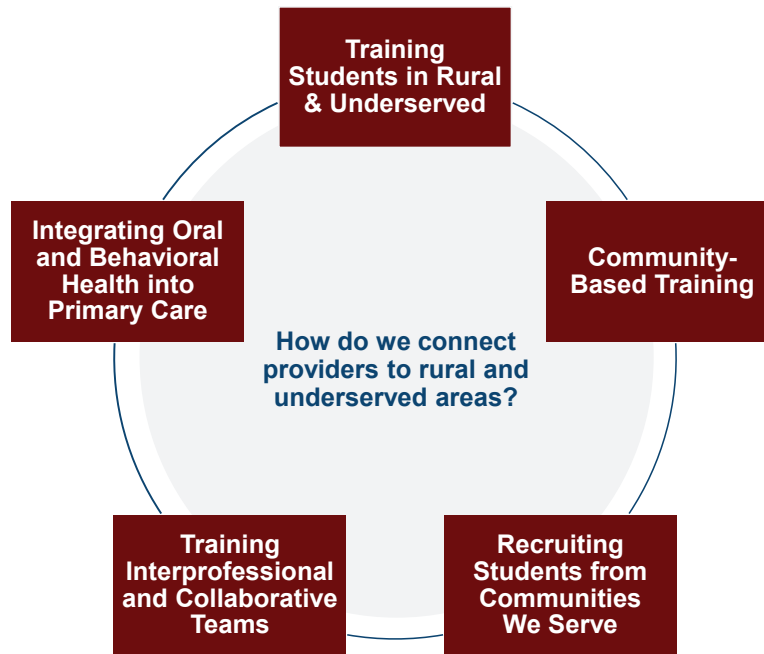 Training
Students in Rural
& Underserved
Community-
Based Training
Recruiting
Students from
Communities
We Serve
Training
Interprofessional
and Collaborative
Teams
Integrating Oral
and Behavioral
Health into
Primary Care
How do we connect
providers to rural and
underserved areas?